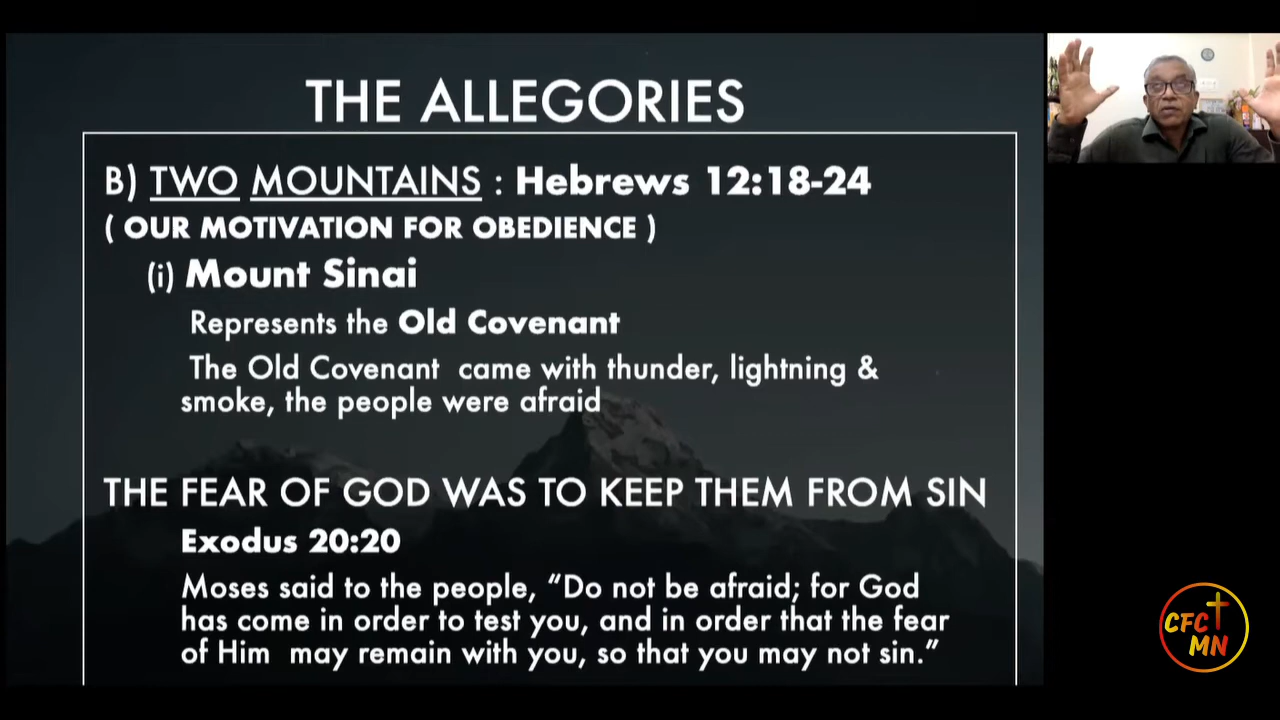 THE ALLEGORIES
B) TWO MOUNTAINS : Hebrews 12:18-24
( OUR MOTIVATION FOR OBEDIENCE )
(i) Mount Sinai
Represents the Old Covenant
The Old Covenant came with thunder, lightning &
smoke, the people were afraid
THE FEAR OF GOD WAS TO KEEP THEM FROM SIN
Exodus 20:20
Moses said to the people, “Do not be afraid; for God
has come in order to test you, and in order that the fear
of Him may remain with you, so that you may not sin.”
CFC
MN